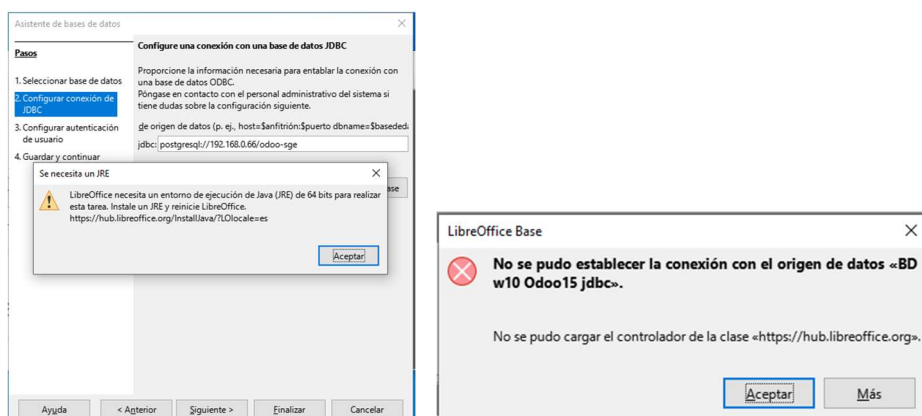 Asistente de bases de datos
Pasos
1. Seleccionar base de datos
2. Configurar conexión de
JDBC
3. Configurar autenticación
de usuario
4. Guardar y continuar
Configure una conexión con una base de datos JDBC
Proporcione la información necesaria para entablar la conexión con
una base de datos ODBC.
Póngase en contacto con el personal administrativo del sistema si
tiene dudas sobre la configuración siguiente.
de origen de datos (p. ej., host=$anfitrión:$puerto dbname=$baseded
jdbc: postgresql://192.168.0.66/odoo-sge
ase
Se necesita un JRE
LibreOffice necesita un entorno de ejecución de Java (JRE) de 64 bits para realizar
esta tarea. Instale un JRE y reinicie LibreOffice.
https://hub.libreoffice.org/InstallJava/?LOlocale=es
Aceptar
Ayuda
< Anterior
Siguiente >
Finalizar
Cancelar
LibreOffice Base
No se pudo establecer la conexión con el origen de datos «BD
w10 Odoo15 jdbc».
No se pudo cargar el controlador de la clase «https://hub.libreoffice.org».
Aceptar
Más